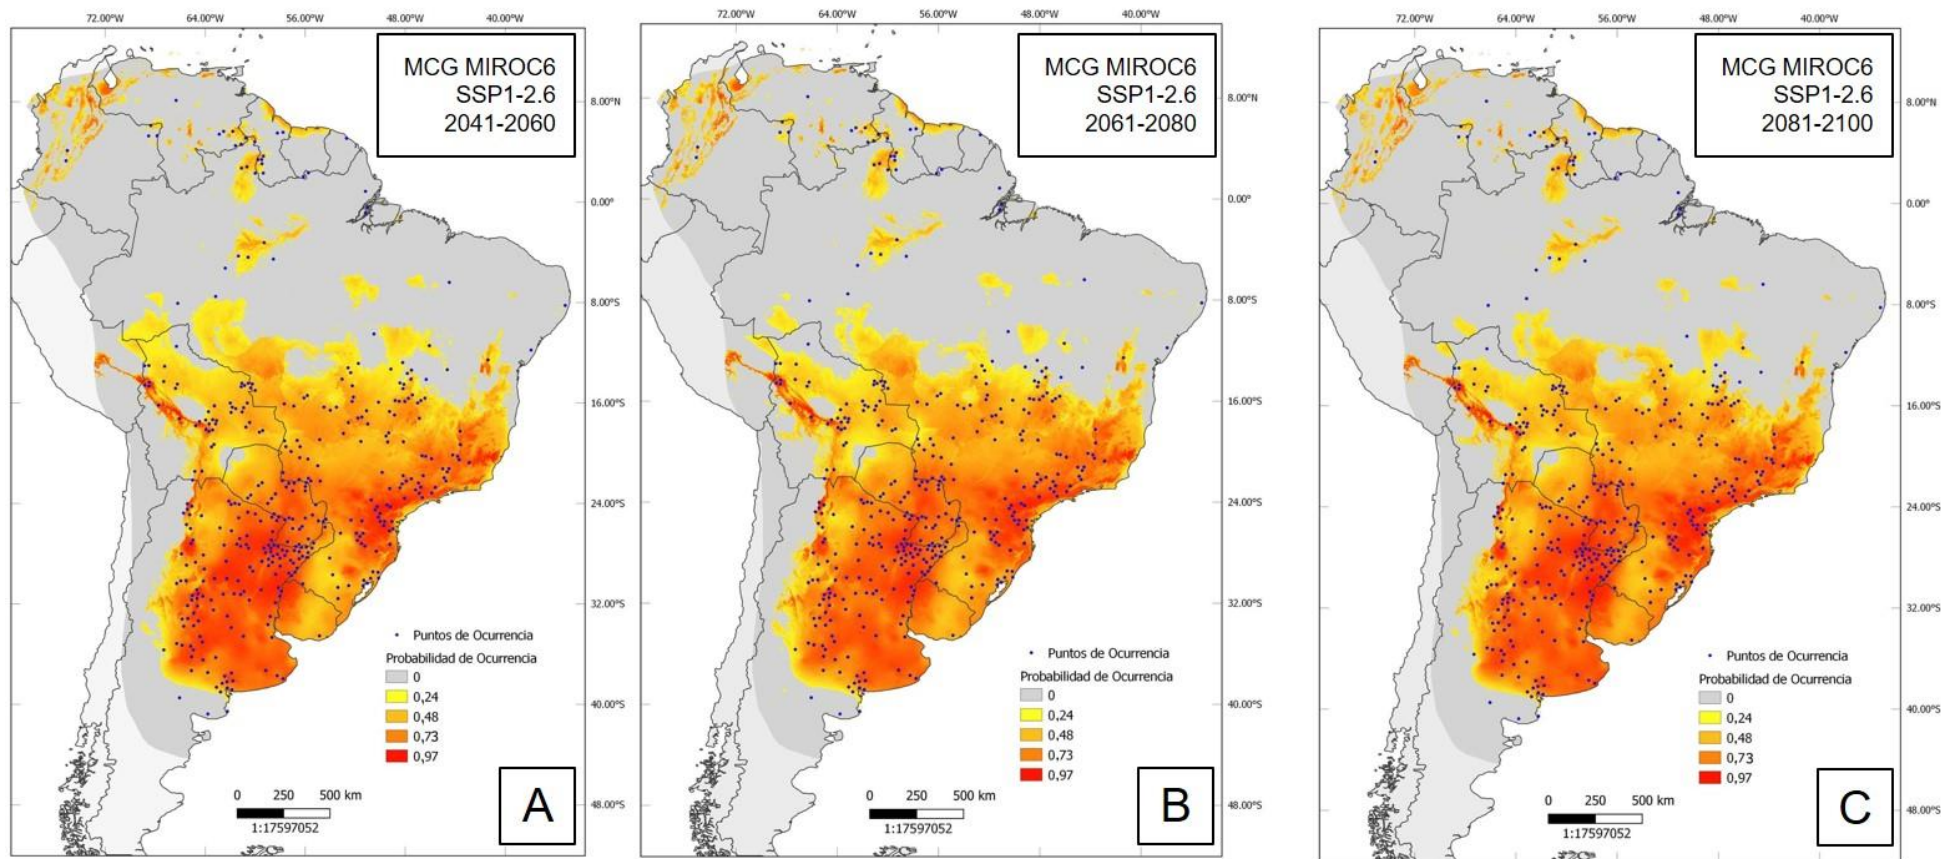 72.00°W 64.00°W 56.00°W 48.00°W 40.00°W
MCG MIROC6
SSP1-2.6
2041-2060
8.00°N
0.00°
8.00°S
16.00°S
24.00°S
32.00°S
40.00°S
48.00°S
Puntos de Ocurrencia
Probabilidad de Ocurrencia
0
0,24
0,48
0,73
0,97
0 250 500 km
1:17597052
A
72.00°W 64.00°W 56.00°W 48.00°W 40.00°W
MCG MIROC6
SSP1-2.6
2061-2080
8.00°N
0.00°
8.00°S
16.00°S
24.00°S
32.00°S
40.00°S
48.00°S
Puntos de Ocurrencia
Probabilidad de Ocurrencia
0
0,24
0,48
0,73
0,97
0 250 500 km
1:17597052
B
72.00°W 64.00°W 56.00°W 48.00°W 40.00°W
MCG MIROC6
SSP1-2.6
2081-2100
8.00°N
0.00°
8.00°S
16.00°S
24.00°S
32.00°S
40.00°S
48.00°S
Puntos de Ocurrencia
Probabilidad de Ocurrencia
0
0,24
0,48
0,73
0,97
0 250 500 km
1:17597052
C